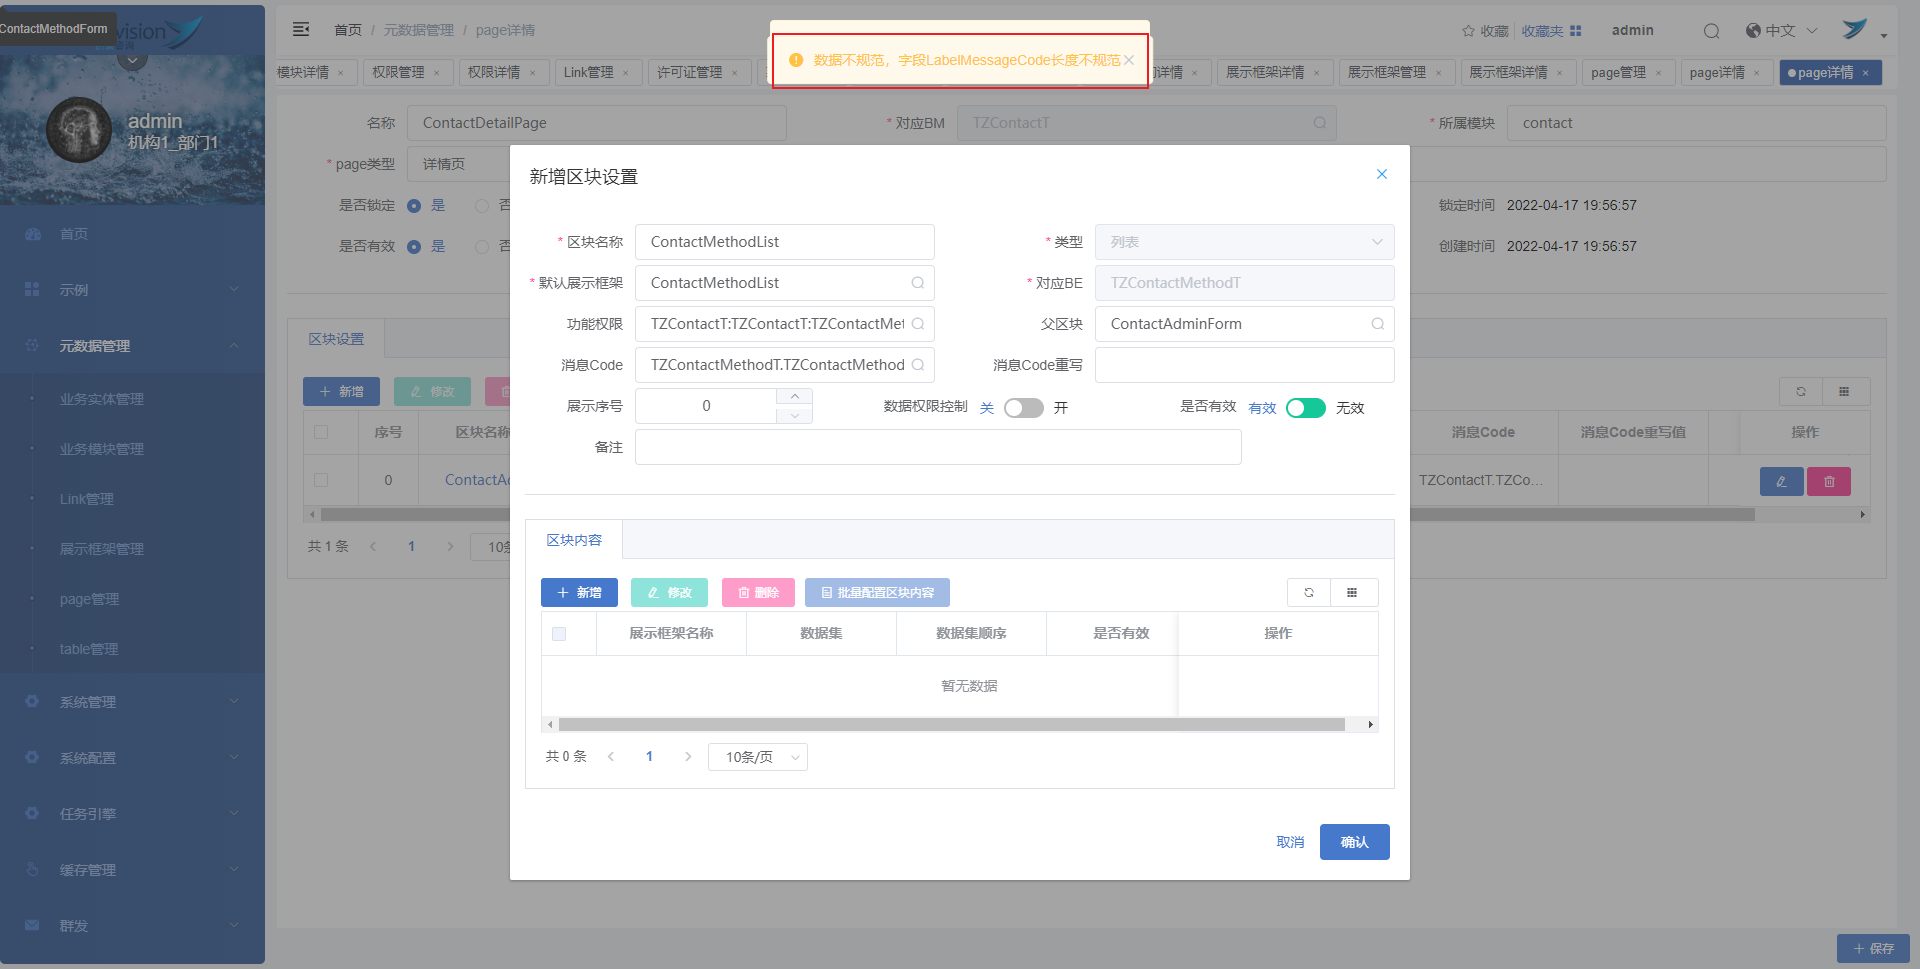 ContactMethodForm
vision
首页 / 元数据管理 / page详情
数据不规范，字段LabelMessageCode长度不规范
收藏 收藏夹
admin
中文
模块详情
权限管理
权限详情
Link管理
许可证管理
展示框架详情
展示框架管理
展示框架详情
page管理
page详情
page详情
admin
机构1_部门1
首页
示例
元数据管理
业务实体管理
业务模块管理
Link管理
展示框架管理
page管理
table管理
系统管理
系统配置
任务引擎
缓存管理
群发
名称 ContactDetailPage
* 对应BM TZContactT
* 所属模块 contact
* page类型 详情页
是否锁定 是 否
锁定时间 2022-04-17 19:56:57
是否有效 是 否
创建时间 2022-04-17 19:56:57
区块设置
新增 修改
序号 区块名称 消息Code 消息Code重写值 操作
0 ContactAc TZContactT.TZCo...
共 1 条 1 10条
新增区块设置
* 区块名称 ContactMethodList
* 类型 列表
* 默认展示框架 ContactMethodList
* 对应BE TZContactMethodT
功能权限 TZContactT:TZContactT:TZContactMet
父区块 ContactAdminForm
消息Code TZContactMethodT.TZContactMethod
消息Code重写
展示序号 0
数据权限控制 关 开
是否有效 有效 无效
备注
区块内容
新增 修改 删除 批量配置区块内容
展示框架名称 数据集 数据集顺序 是否有效 操作
暂无数据
共 0 条 1 10条/页
取消 确认
保存